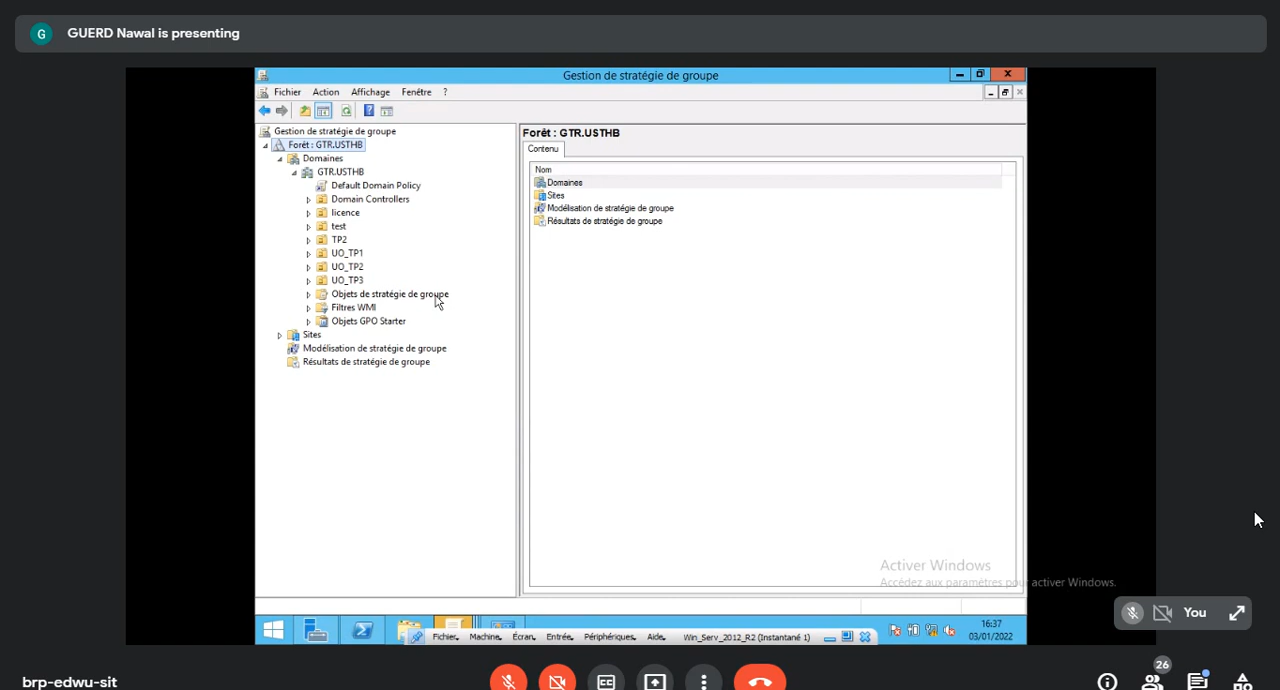 G GUERD Nawal is presenting
Gestion de stratégie de groupe
Fichier Action Affichage Fenêtre ?
Gestion de stratégie de groupe
Forêt : GTR.USTHB
Domaines
GTR.USTHB
Default Domain Policy
Domain Controllers
licence
test
TP2
UO_TP1
UO_TP2
UO_TP3
Objets de stratégie de groupe
Filtres WMI
Objets GPO Starter
Sites
Modélisation de stratégie de groupe
Résultats de stratégie de groupe
Forêt : GTR.USTHB
Contenu
Nom
Domaines
Sites
Modélisation de stratégie de groupe
Résultats de stratégie de groupe
Activer Windows
Accédez aux paramètres pour activer Windows.
You
Fichier Machine Écran Entrée Périphériques Aide Win_Serv_2012_R2 (Instantané 1)
16:37
03/01/2022
26
brp-edwu-sit